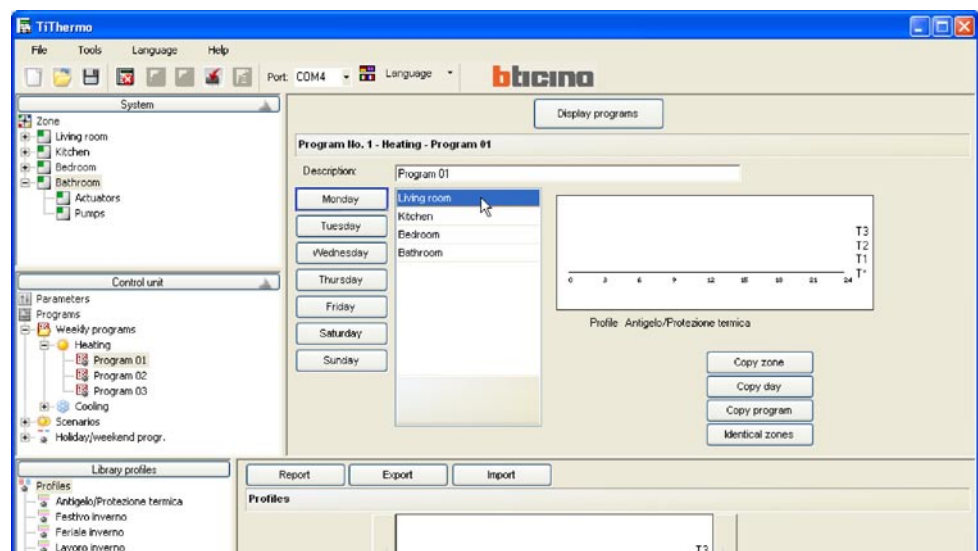 TiThermo
File Tools Language Help
Port: COM4 Language bticino
System
Zone
Living room
Kitchen
Bedroom
Bathroom
Actuators
Pumps
Control unit
Parameters
Programs
Weekly programs
Heating
Program 01
Program 02
Program 03
Cooling
Scenarios
Holiday/weekend progr.
Library profiles
Profiles
Antigelo/Protezione termica
Festivo inverno
Feriale inverno
Lavoro inverno
Display programs
Program No. 1 - Heating - Program 01
Description: Program 01
Monday
Tuesday
Wednesday
Thursday
Friday
Saturday
Sunday
Living room
Kitchen
Bedroom
Bathroom
T3
T2
T1
T*
0 3 6 9 12 15 18 21 24
Profile Antigelo/Protezione termica
Copy zone
Copy day
Copy program
Identical zones
Report Export Import
Profiles
T3